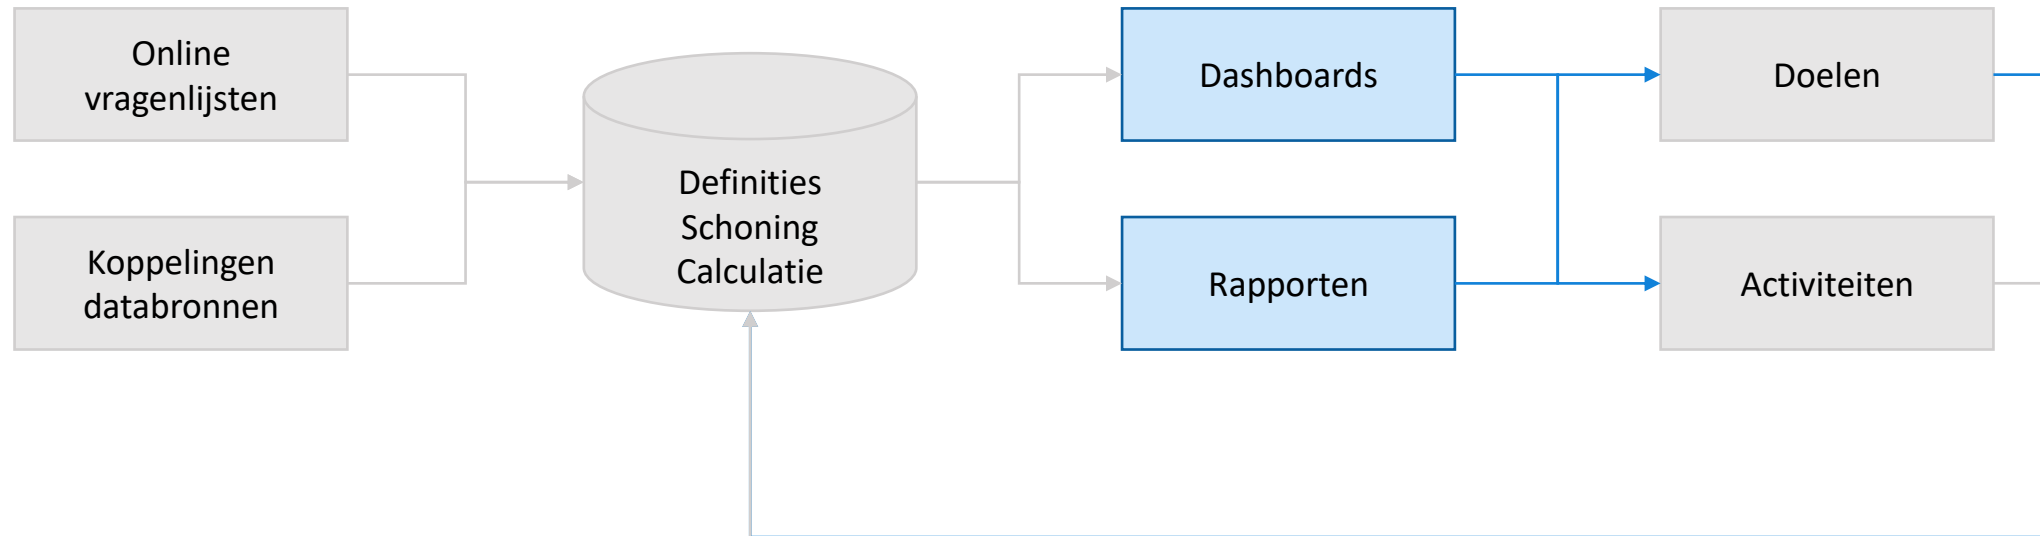 Online
vragenlijsten
Koppelingen
databronnen
Definities
Schoning
Calculatie
Dashboards
Rapporten
Doelen
Activiteiten